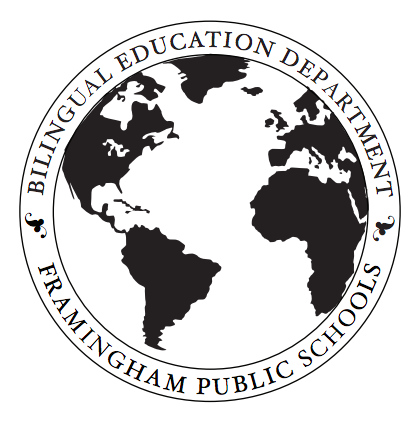 BILINGUAL EDUCATION DEPARTMENT
FRAMINGHAM PUBLIC SCHOOLS